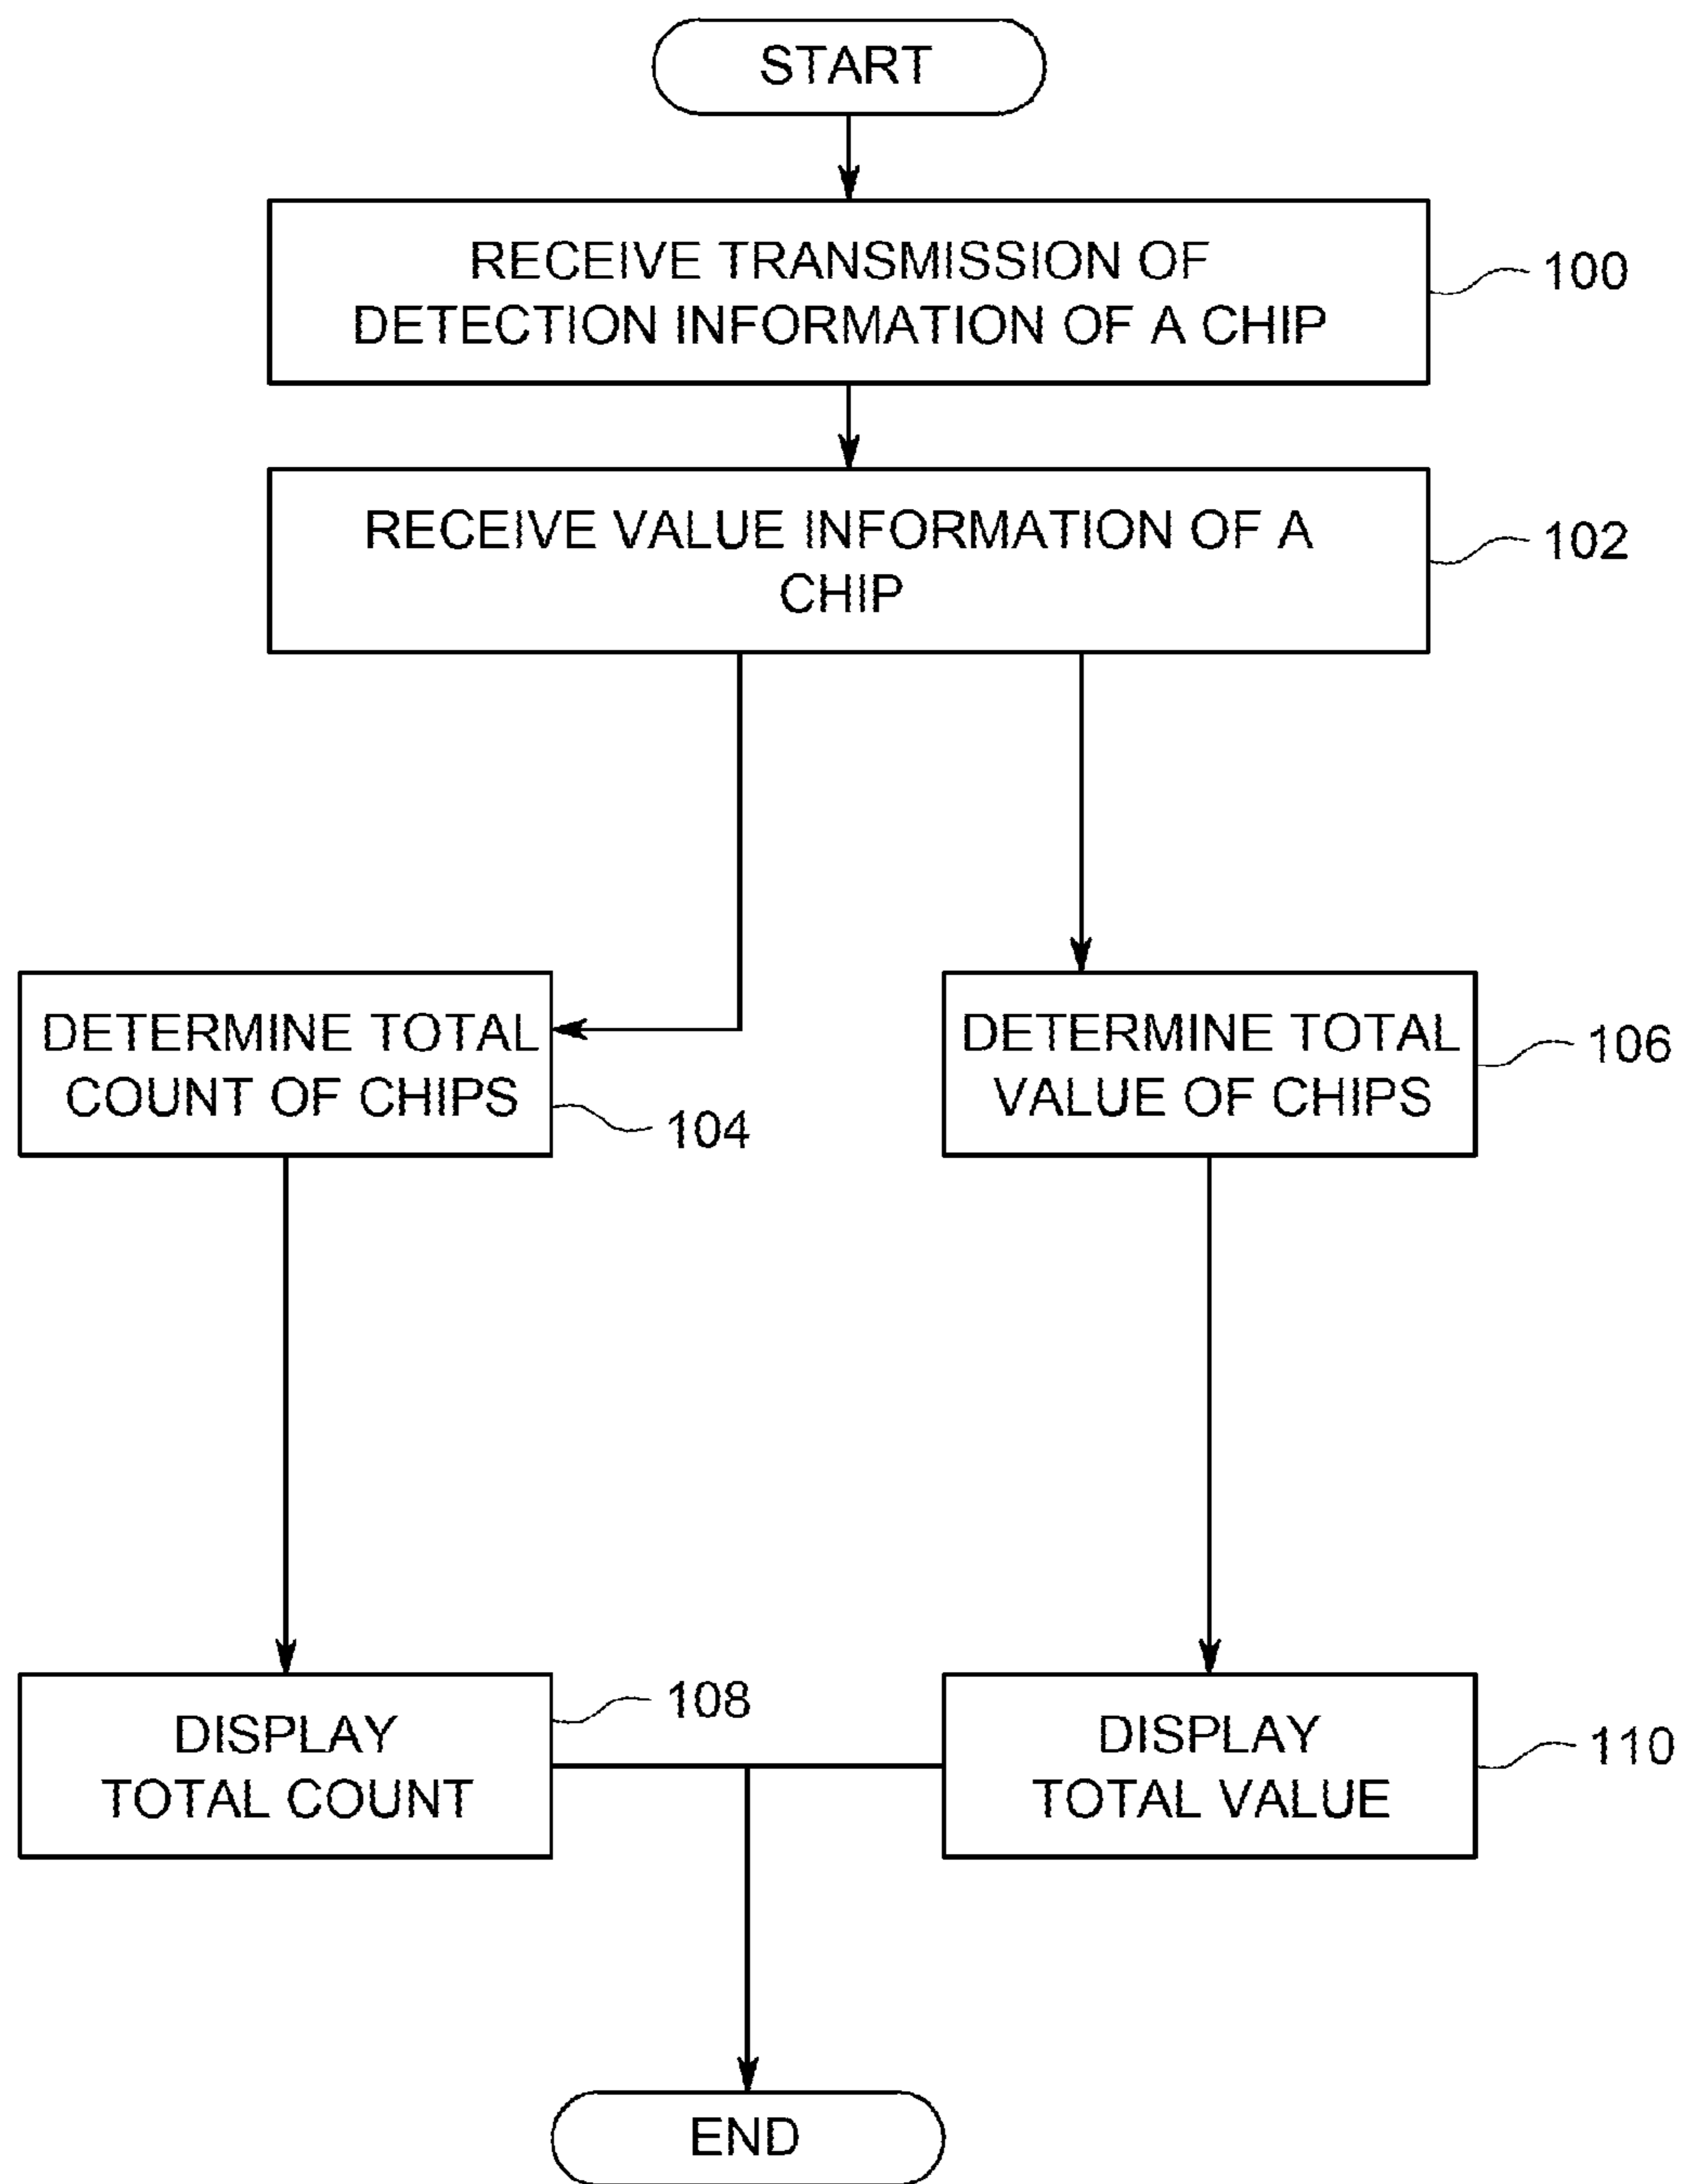 START
RECEIVE TRANSMISSION OF
DETECTION INFORMATION OF A CHIP
100
RECEIVE VALUE INFORMATION OF A
CHIP
102
DETERMINE TOTAL
COUNT OF CHIPS
104
DETERMINE TOTAL
VALUE OF CHIPS
106
DISPLAY
TOTAL COUNT
108
DISPLAY
TOTAL VALUE
110
END